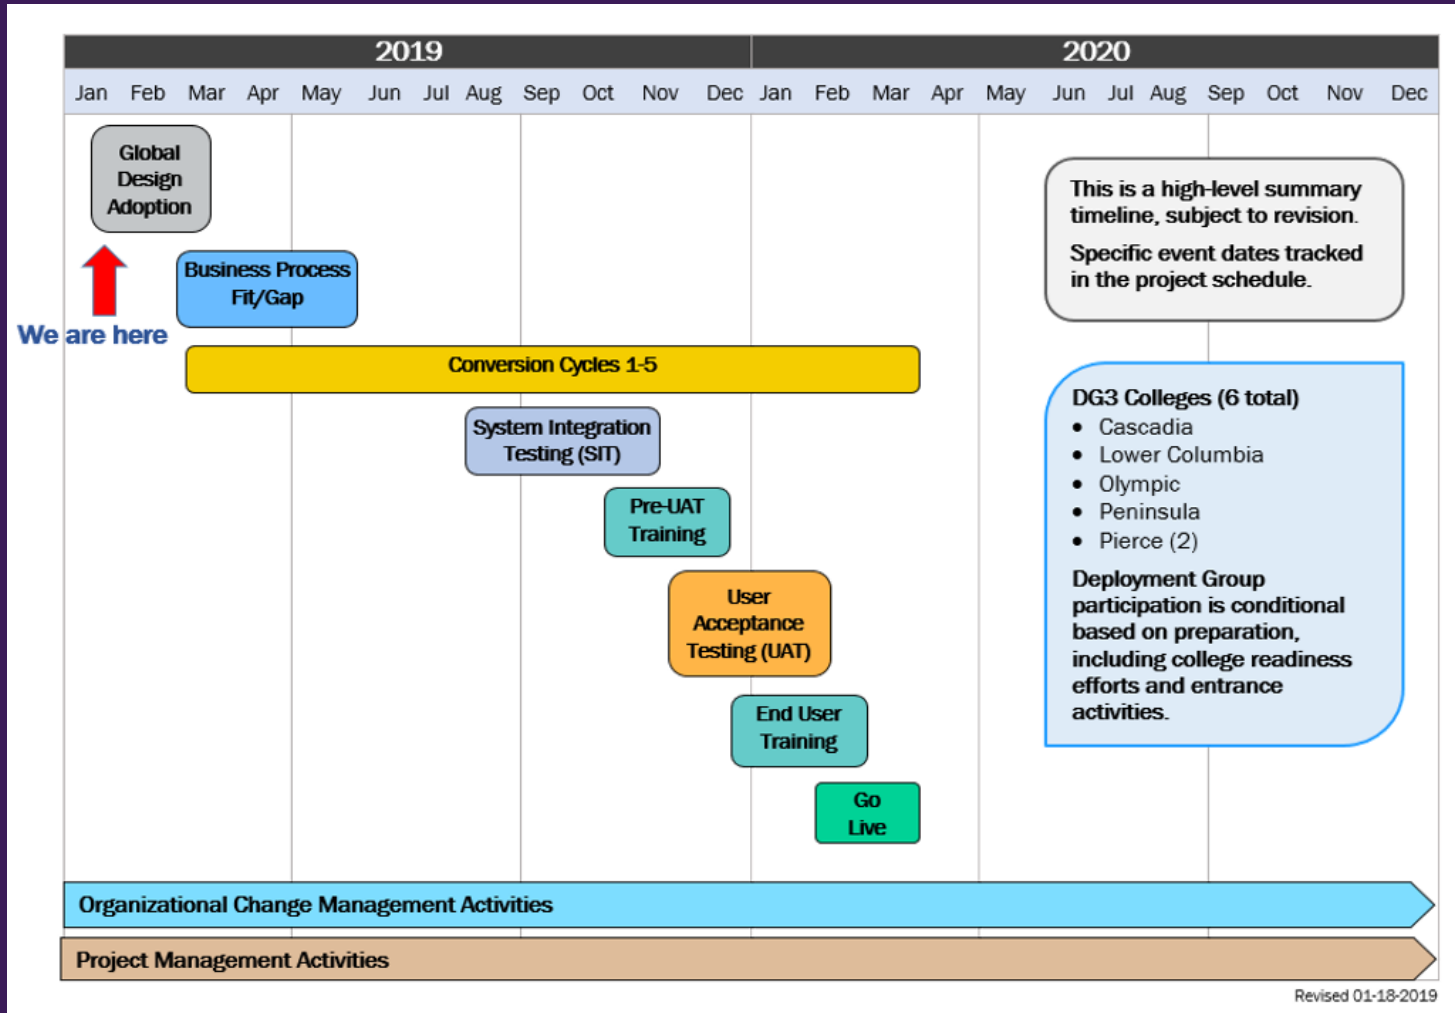 2019 2020
Jan Feb Mar Apr May Jun Jul Aug Sep Oct Nov Dec Jan Feb Mar Apr May Jun Jul Aug Sep Oct Nov Dec
Global
Design
Adoption
We are here
Business Process
Fit/Gap
Conversion Cycles 1-5
System Integration
Testing (SIT)
Pre-UAT
Training
User
Acceptance
Testing (UAT)
End User
Training
Go
Live
This is a high-level summary
timeline, subject to revision.
Specific event dates tracked
in the project schedule.
DG3 Colleges (6 total)
• Cascadia
• Lower Columbia
• Olympic
• Peninsula
• Pierce (2)
Deployment Group
participation is conditional
based on preparation,
including college readiness
efforts and entrance
activities.
Organizational Change Management Activities
Project Management Activities
Revised 01-18-2019